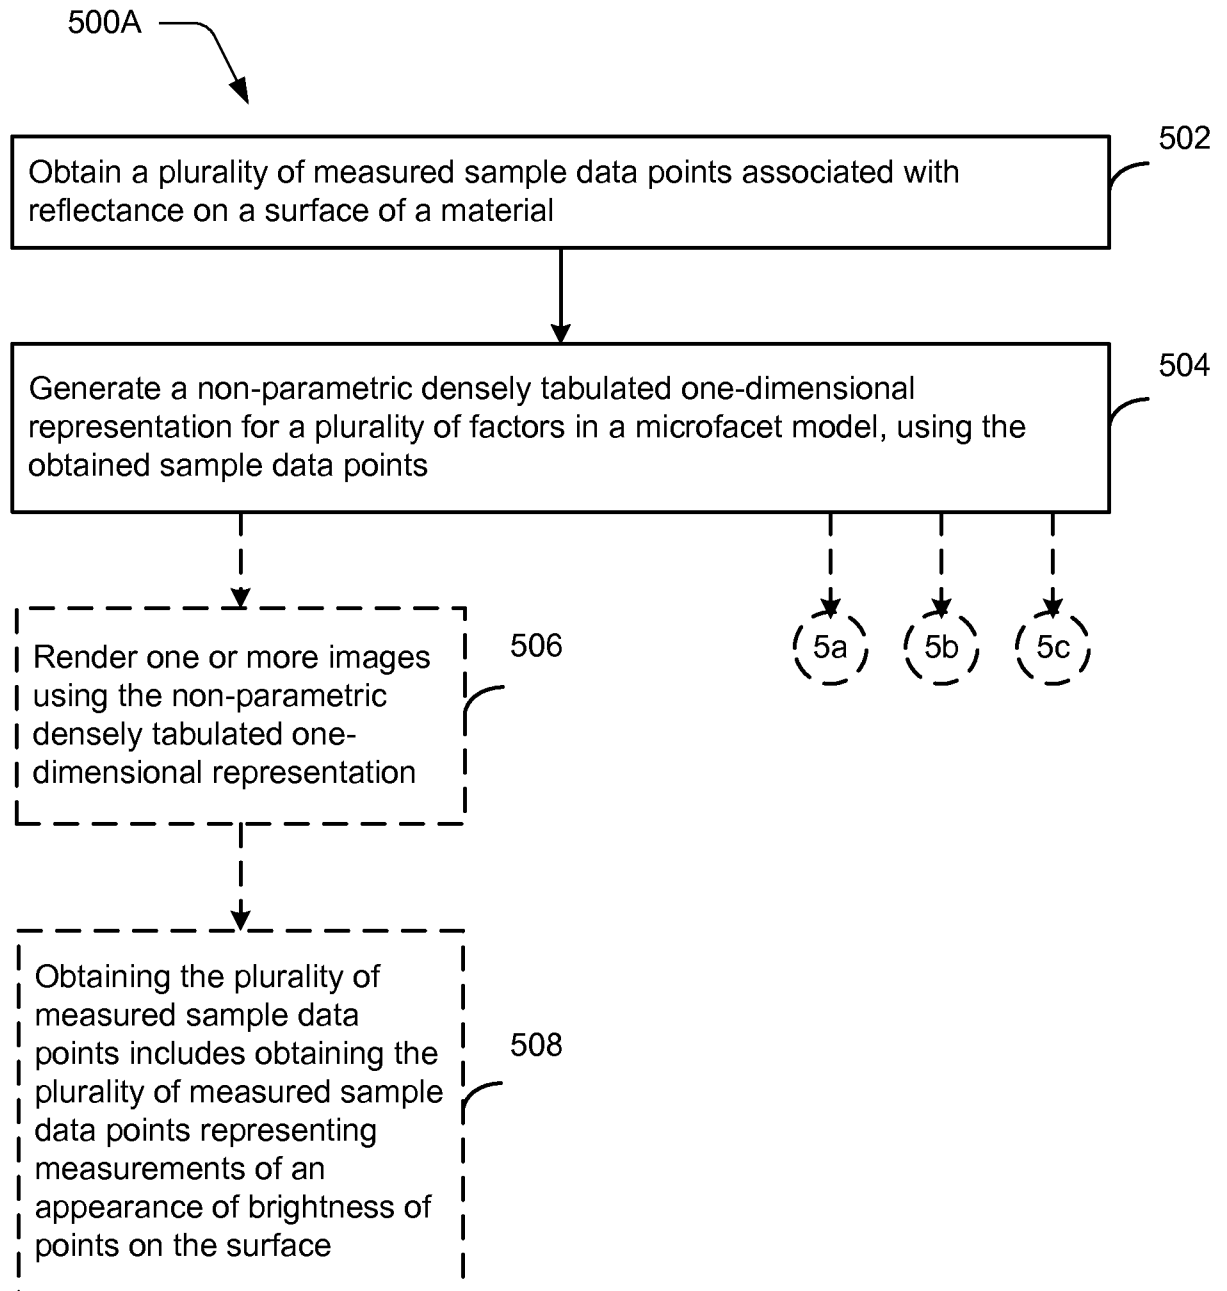 500A
502
Obtain a plurality of measured sample data points associated with
reflectance on a surface of a material
504
Generate a non-parametric densely tabulated one-dimensional
representation for a plurality of factors in a microfacet model, using the
obtained sample data points
506
Render one or more images
using the non-parametric
densely tabulated one-
dimensional representation
5a
5b
5c
508
Obtaining the plurality of
measured sample data
points includes obtaining the
plurality of measured sample
data points representing
measurements of an
appearance of brightness of
points on the surface